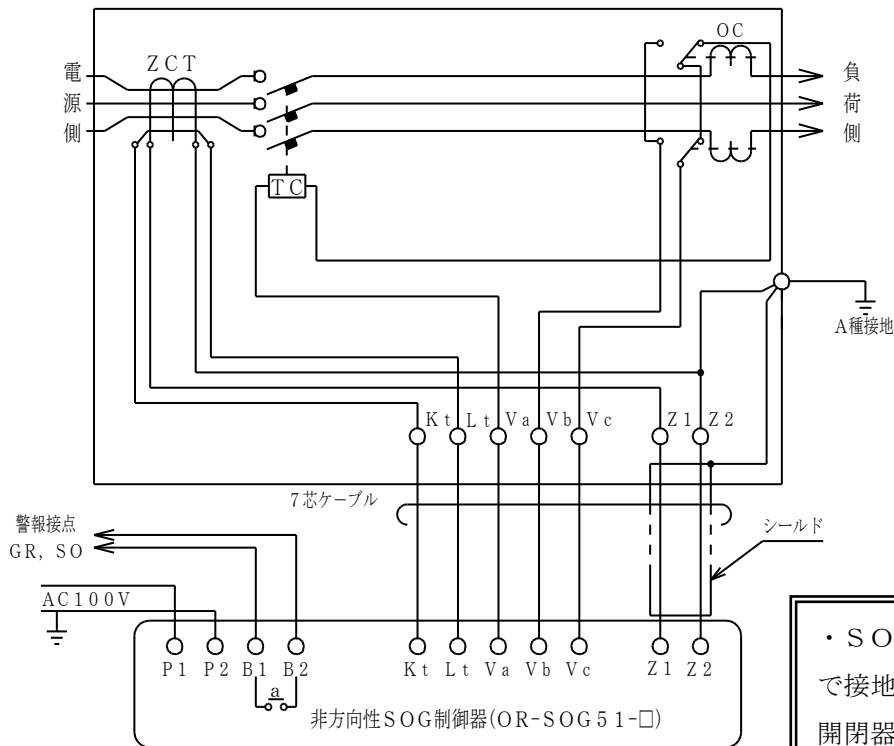 OC
ZCT
電
源
側
負
荷
側
TC
A種接地
Kt Lt Va Vb Vc Z1 Z2
7芯ケーブル
警報接点
GR, SO
シールド
AC100V
P1 P2 B1 B2 Kt Lt Va Vb Vc Z1 Z2
a
非方向性SOG制御器(OR-SOG51-□)
・SO
で接地
開閉器